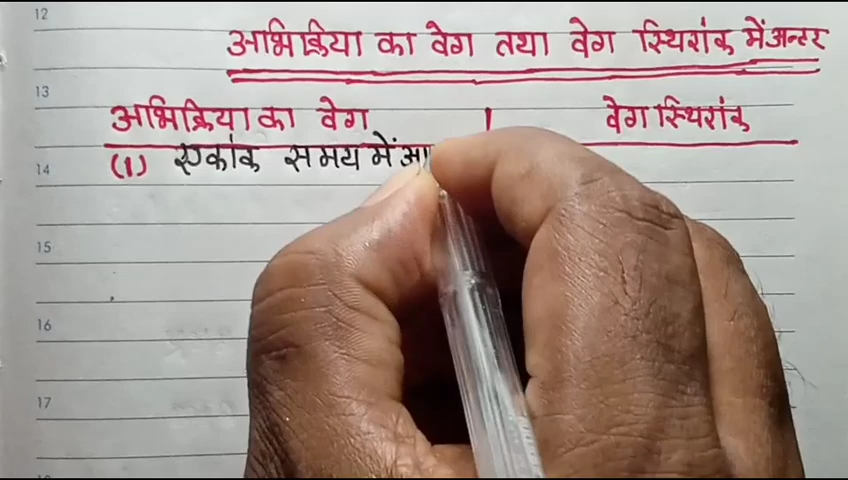 12
अभिक्रिया का वेग तथा वेग स्थिरांक में अन्तर
13
अभिक्रिया का वेग | वेग स्थिरांक
14 (1) एकांक समय में आ
15
16
17